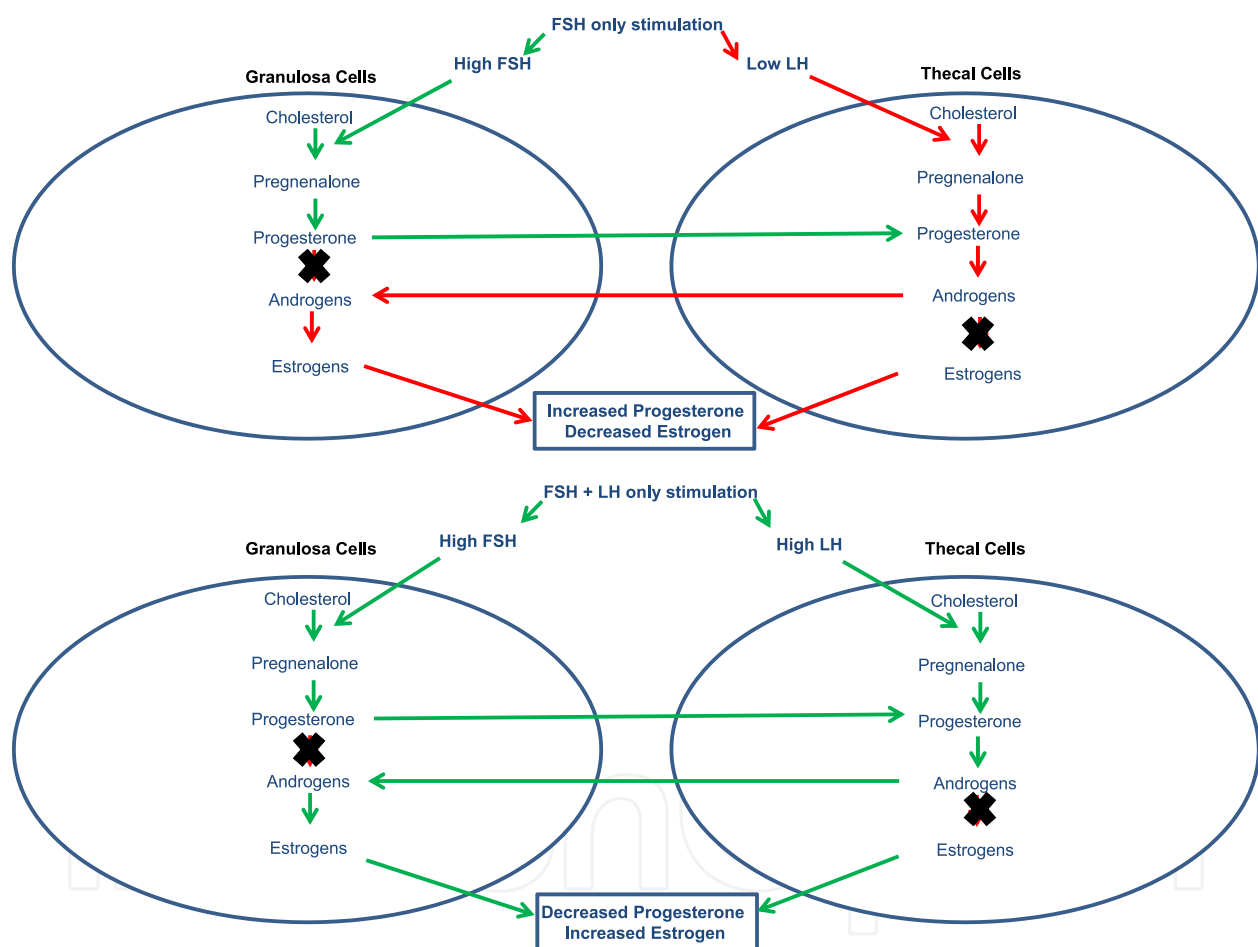 FSH only stimulation
High FSH
Low LH
Granulosa Cells
Thecal Cells
Cholesterol
Pregnenalone
Progesterone
Androgens
Estrogens
Cholesterol
Pregnenalone
Progesterone
Androgens
Estrogens
Increased Progesterone
Decreased Estrogen
FSH + LH only stimulation
High FSH
High LH
Granulosa Cells
Thecal Cells
Cholesterol
Pregnenalone
Progesterone
Androgens
Estrogens
Cholesterol
Pregnenalone
Progesterone
Androgens
Estrogens
Decreased Progesterone
Increased Estrogen